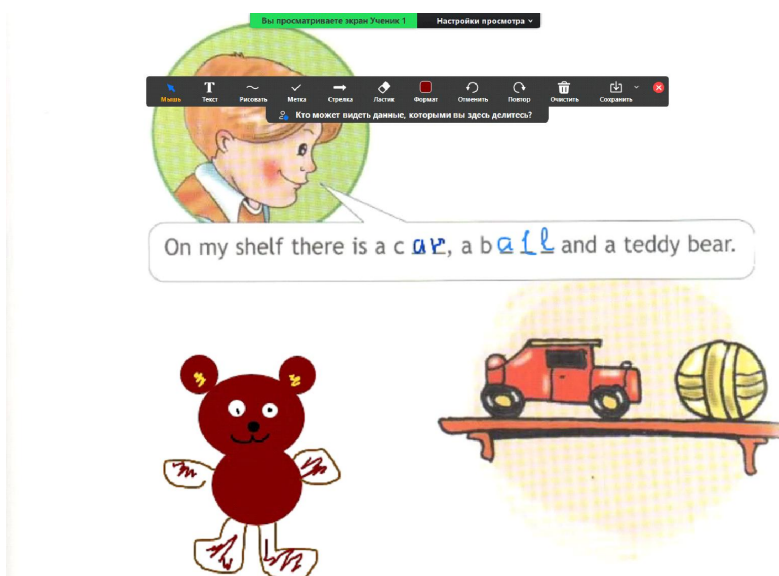 Вы просматриваете экран Ученик 1 Настройки просмотра
Мышь Текст Рисовать Метка Стрелка Ластик Формат Отменить Повтор Очистить Сохранить
Кто может видеть данные, которыми вы здесь делитесь?
On my shelf there is a car, a ball and a teddy bear.